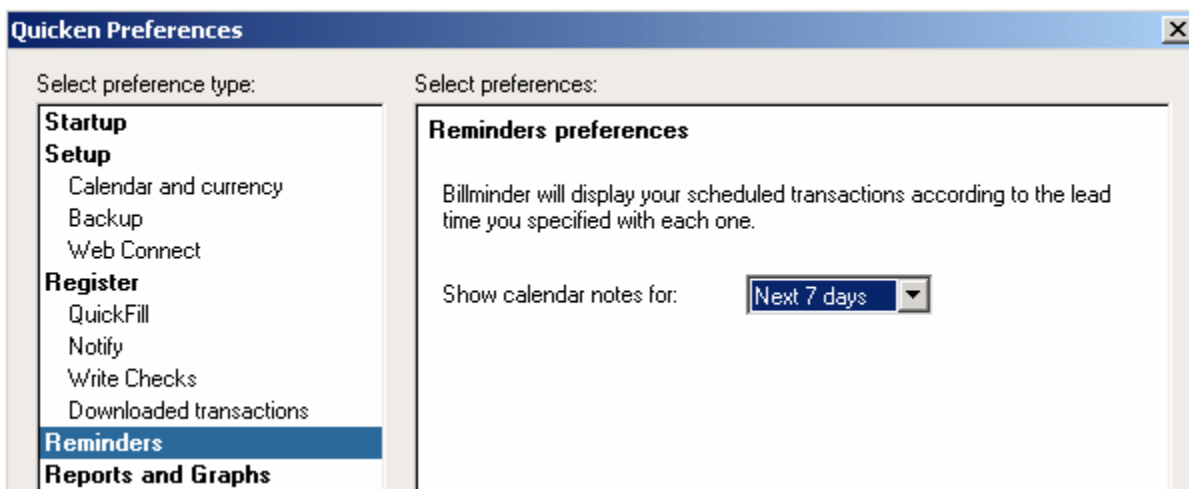 Quicken Preferences
Select preference type:
Startup
Setup
Calendar and currency
Backup
Web Connect
Register
QuickFill
Notify
Write Checks
Downloaded transactions
Reminders
Reports and Graphs
Select preferences:
Reminders preferences
Billminder will display your scheduled transactions according to the lead
time you specified with each one.
Show calendar notes for: Next 7 days